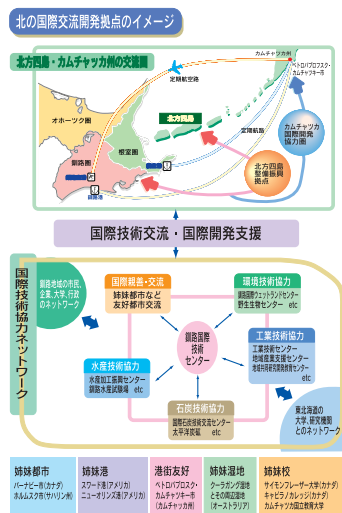 北の国際交流開発拠点のイメージ
北方四島・カムチャッカ州の交流圏
カムチャッカ州
ペトロパブロフスク・
カムチャツキー市
定期航空路
オホーツク圏
北方四島
定期航路
カムチャツカ
国際開発
協力圏
根室圏
釧路圏
北方四島
整備振興
拠点
釧路港
国際技術交流・国際開発支援
国際技術協力ネットワーク
釧路地域の市民、
企業、大学、行政
のネットワーク
国際親善・交流
姉妹都市など
友好都市交流
環境技術協力
釧路国際ウェットランドセンター
野生生物センター etc
釧路国際
技術
センター
工業技術協力
工業技術センター
地域産業支援センター
地域共同研究開発教育センター
etc
水産技術協力
水産加工振興センター
釧路水産試験場 etc
石炭技術協力
国際石炭技術交流センター
太平洋炭鉱 etc
東北海道の
大学、研究機関
とのネットワーク
姉妹都市
バーナビー市(カナダ)
ホルムスク市(サハリン州)
姉妹港
スワード港(アメリカ)
ニューオリンズ港(アメリカ)
港街友好
ペトロパブロフスク・
カムチャツキー市
(カムチャツカ州)
姉妹湿地
クーラガング湿地
とその周辺湿地
(オーストラリア)
姉妹校
サイモンフレーザー大学(カナダ)
キャピラノカレッジ(カナダ)
カムチャツカ国立教育大学